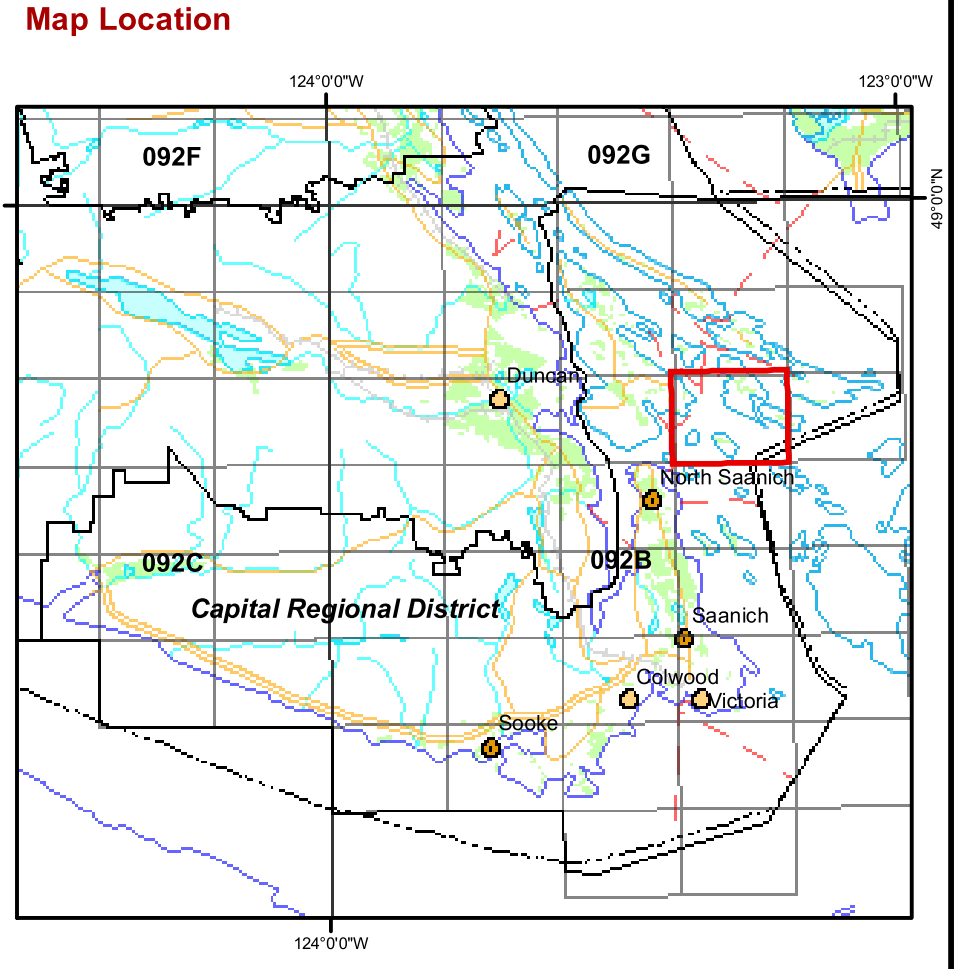 Map Location
124°0'0"W
123°0'0"W
092F
092G
49°0'0"N
Duncan
North Saanich
092C
092B
Capital Regional District
Saanich
Colwood
Victoria
Sooke
124°0'0"W